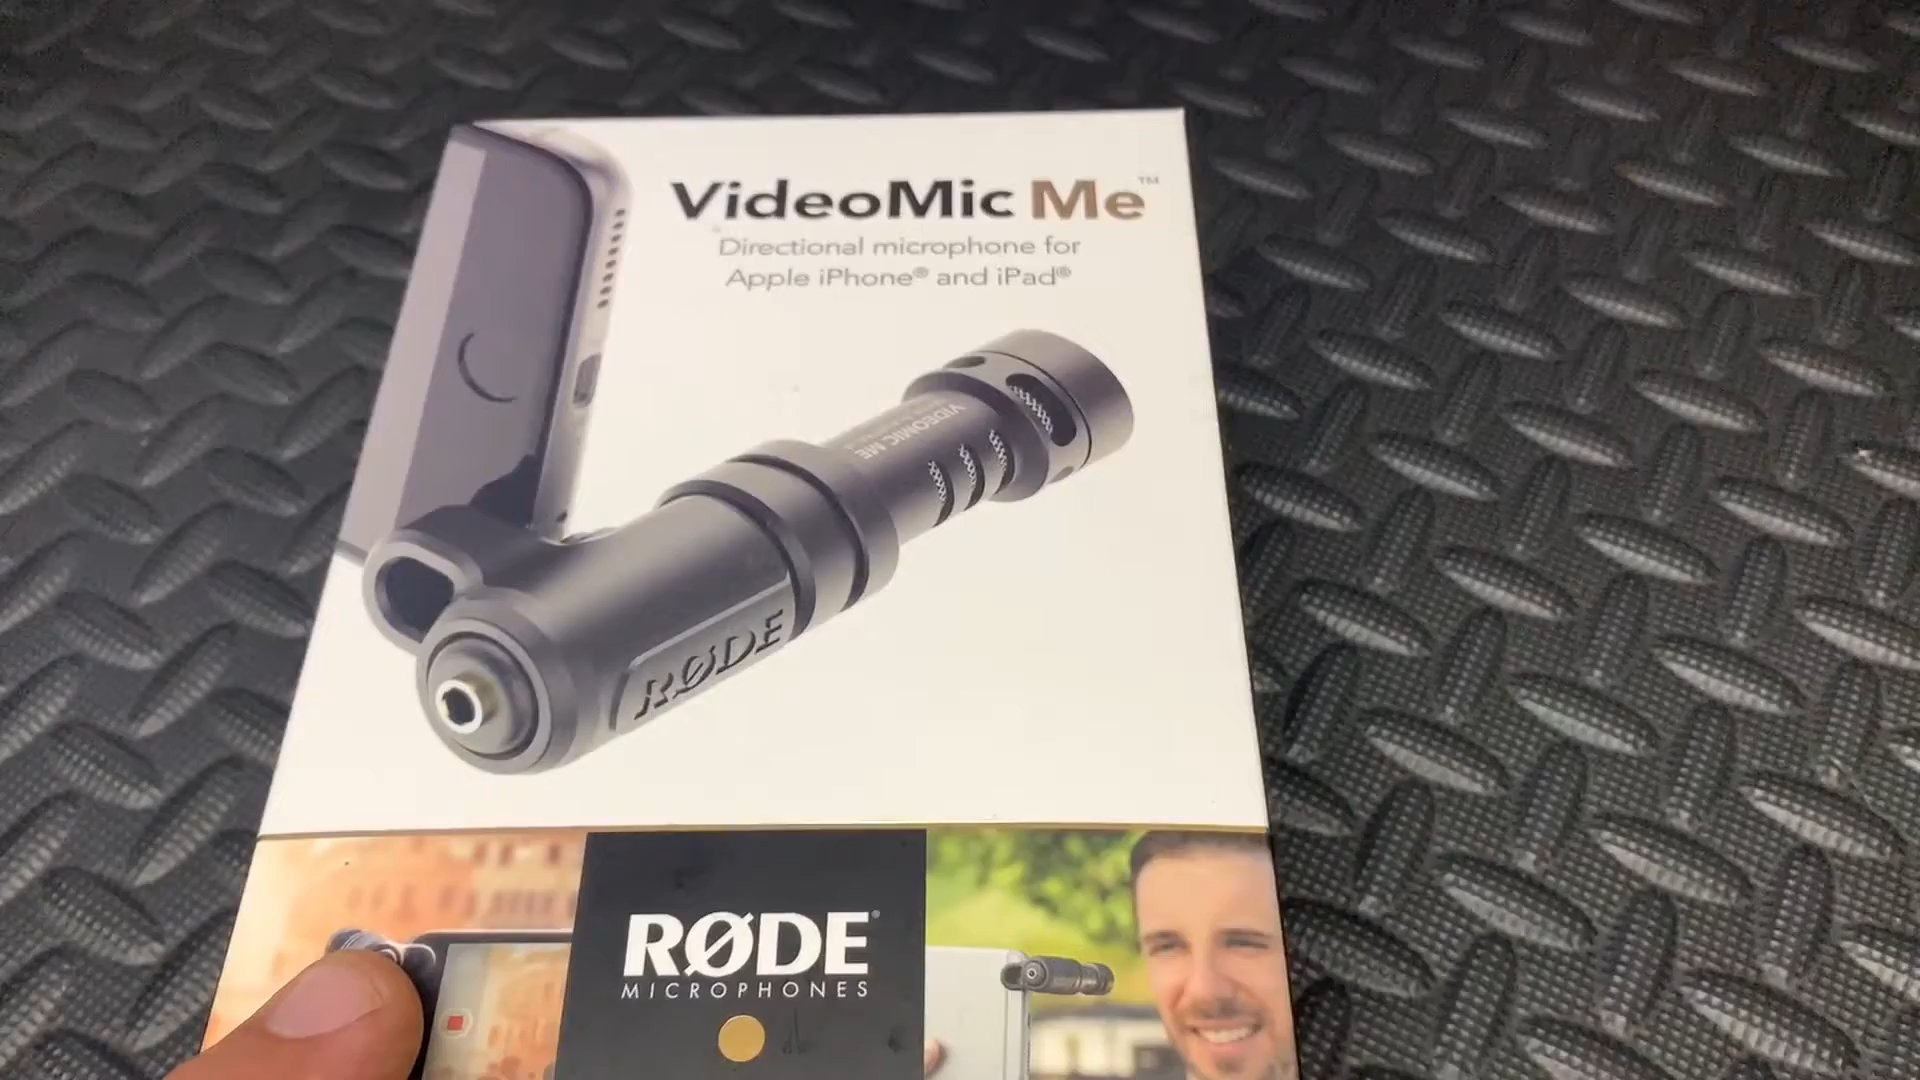 VideoMic Me™
Directional microphone for
Apple iPhone® and iPad®
VIDEOMIC ME
RØDE
RØDE®
MICROPHONES